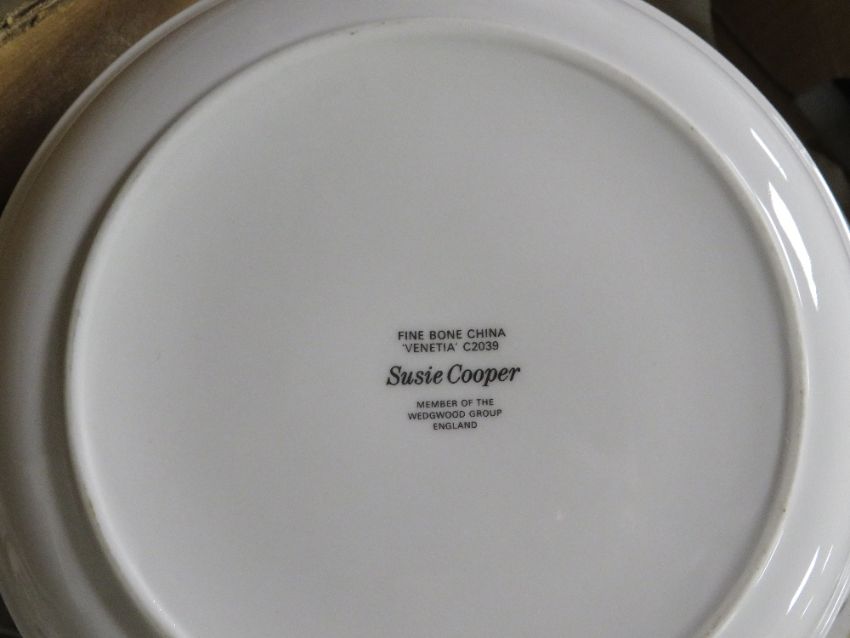 FINE BONE CHINA
'VENETIA' C2039
Susie Cooper
MEMBER OF THE
WEDGWOOD GROUP
ENGLAND